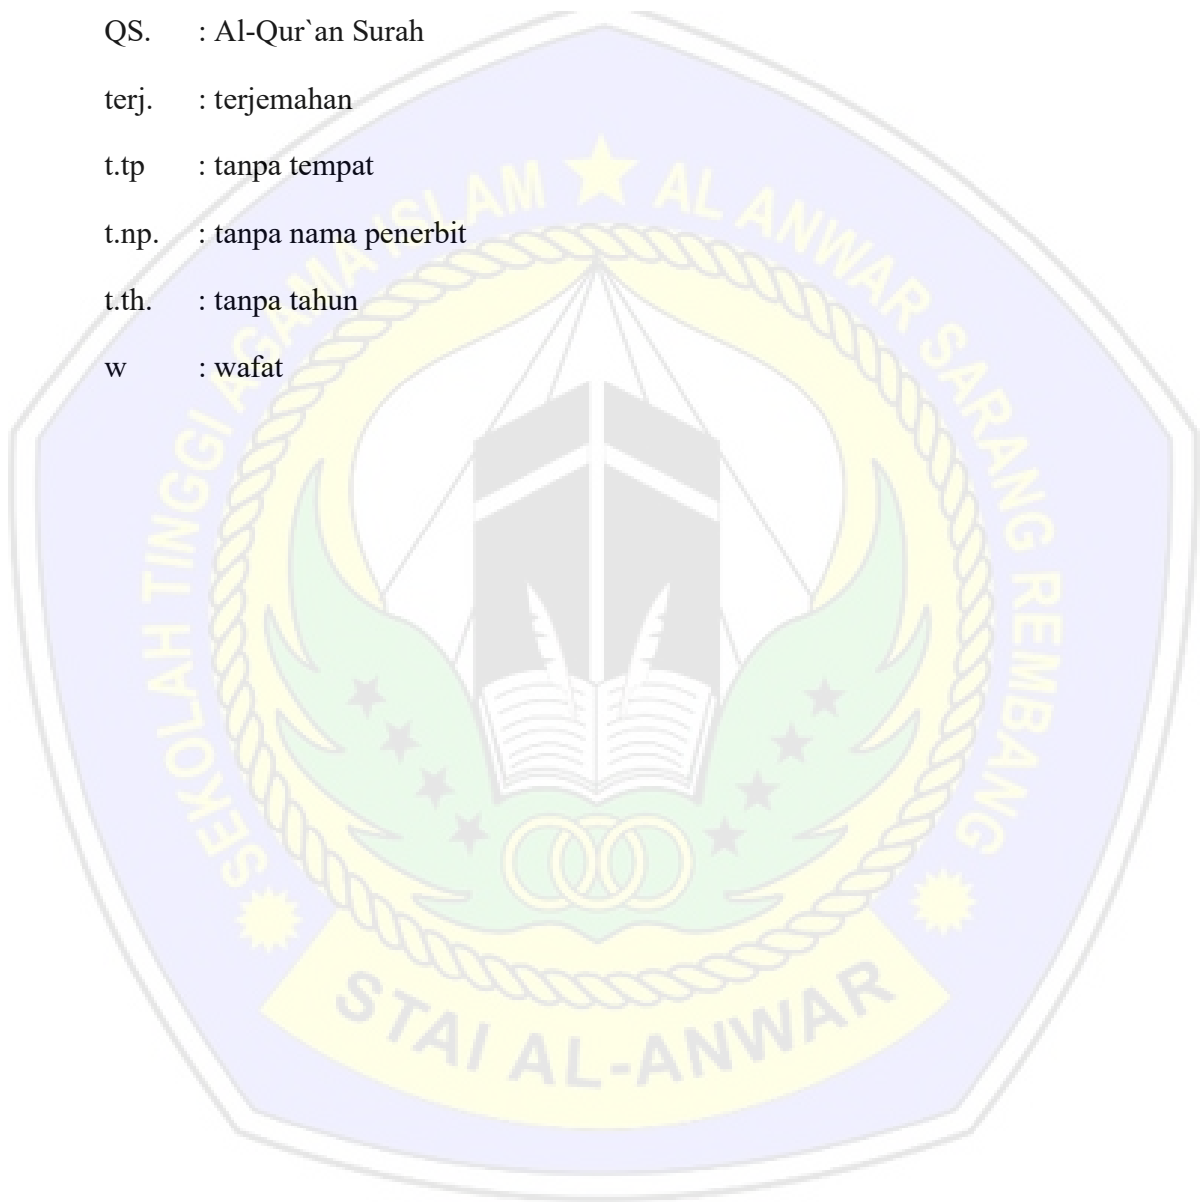 QS. : Al-Qur`an Surah
terj. : terjemahan
t.tp : tanpa tempat
t.np. : tanpa nama penerbit
t.th. : tanpa tahun
w : wafat
SEKOLAH TINGGI AGAMA ISLAM AL ANWAR SARANG REMBANG
STAI AL-ANWAR